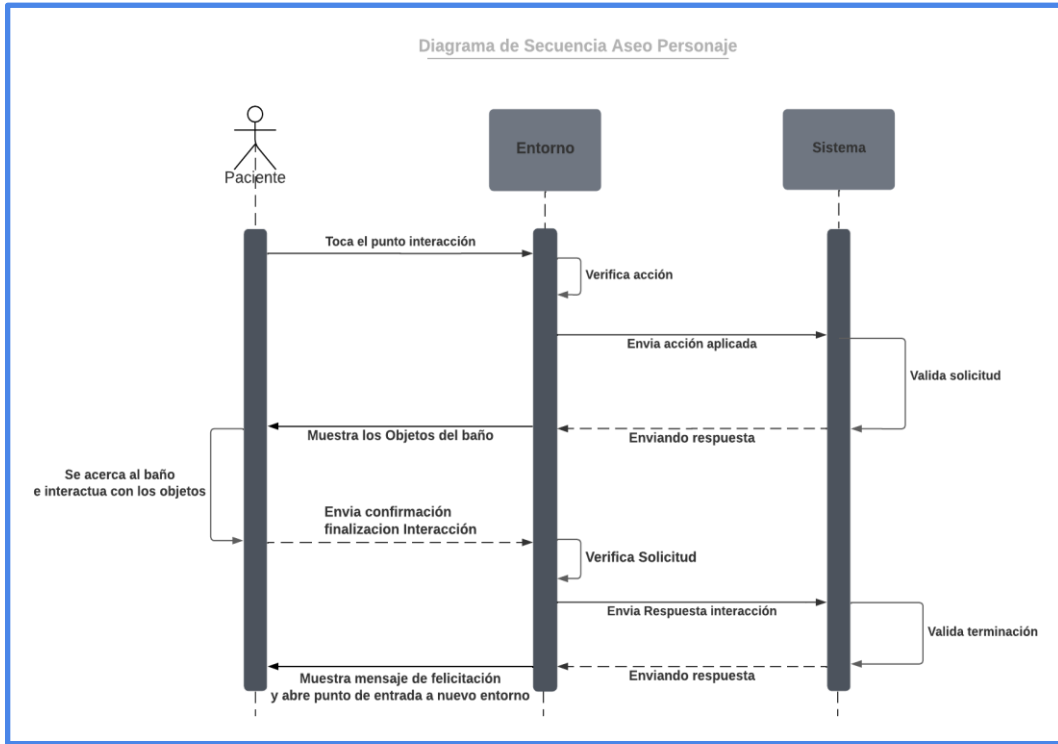 Diagrama de Secuencia Aseo Personaje
Paciente
Entorno
Sistema
Toca el punto interacción
Verifica acción
Envia acción aplicada
Valida solicitud
Muestra los Objetos del baño
Enviando respuesta
Se acerca al baño
e interactua con los objetos
Envia confirmación
finalizacion Interacción
Verifica Solicitud
Envia Respuesta interacción
Valida terminación
Muestra mensaje de felicitación
y abre punto de entrada a nuevo entorno
Enviando respuesta